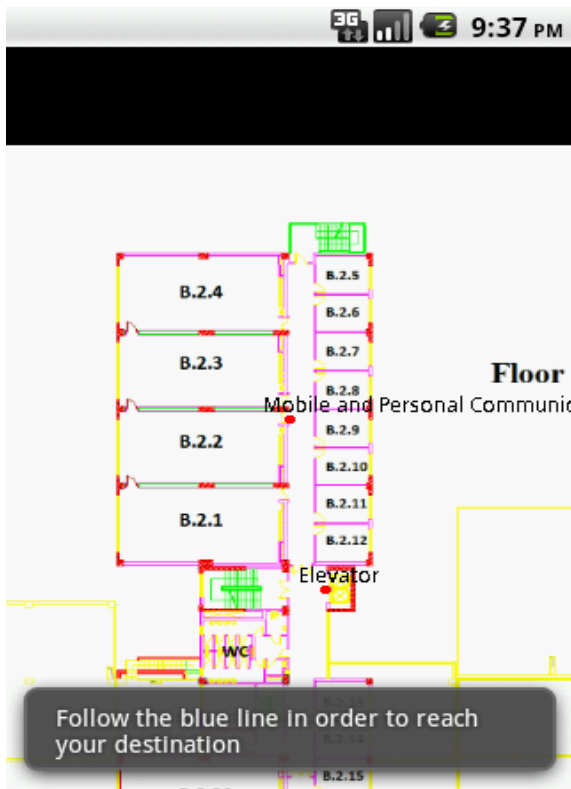 3G 9:37 PM
B.2.5
B.2.4
B.2.6
B.2.7
B.2.3
Floor
B.2.8
Mobile and Personal Communic
B.2.9
B.2.2
B.2.10
B.2.11
B.2.1
B.2.12
Elevator
WC
Follow the blue line in order to reach
your destination
B.2.15